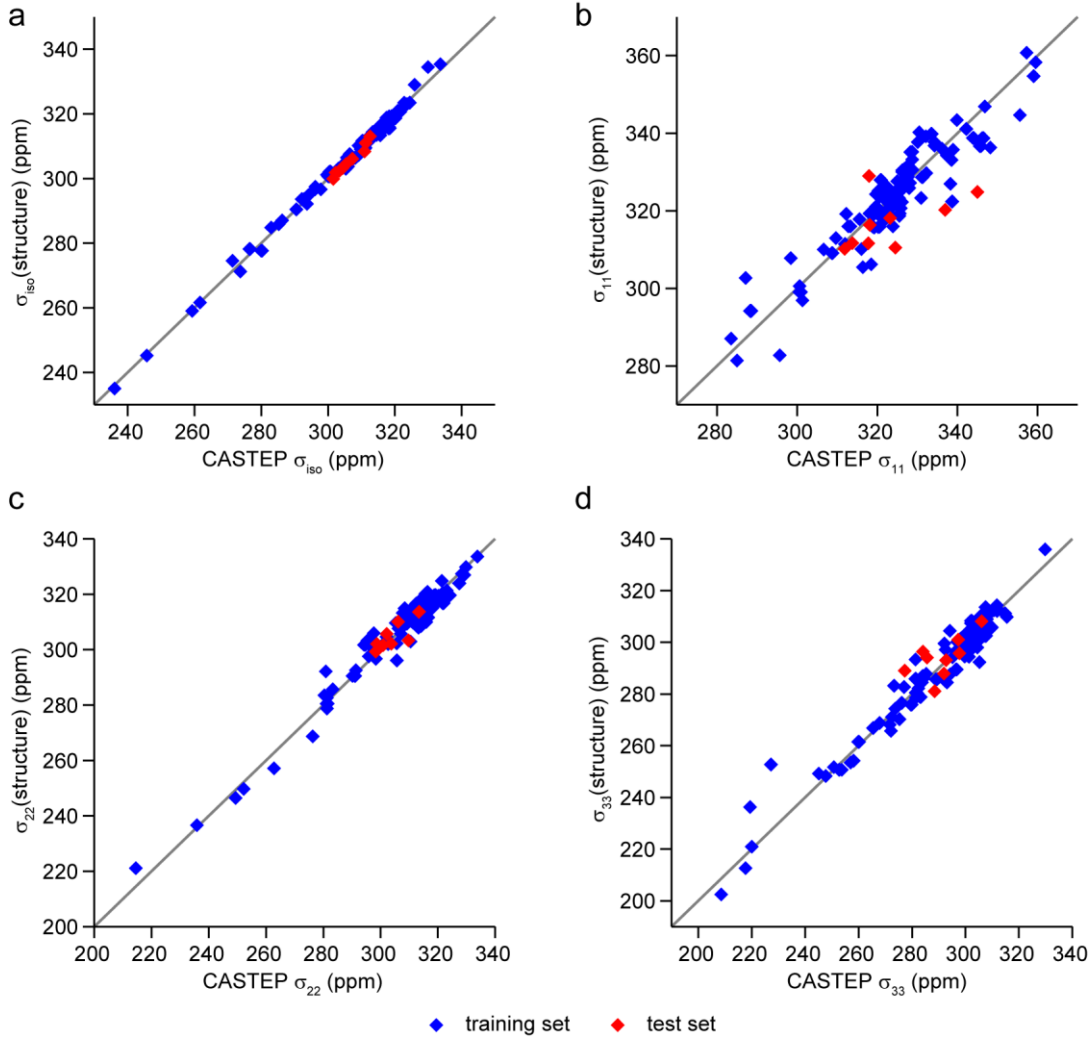 a
340
320
300
280
260
240
σiso(structure) (ppm)
240 260 280 300 320 340
CASTEP σiso (ppm)
b
360
340
320
300
280
σ11(structure) (ppm)
280 300 320 340 360
CASTEP σ11 (ppm)
c
340
320
300
280
260
240
220
200
σ22(structure) (ppm)
200 220 240 260 280 300 320 340
CASTEP σ22 (ppm)
d
340
320
300
280
260
240
220
200
σ33(structure) (ppm)
200 220 240 260 280 300 320 340
CASTEP σ33 (ppm)
training set test set